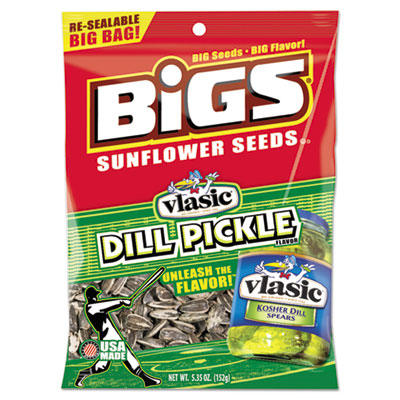 RE-SEALABLE
BIG BAG!
BIG Seeds • BIG Flavor!
BiGS
SUNFLOWER SEEDS
vlasic
DILL PICKLE
FLAVOR
UNLEASH THE
FLAVOR!
vlasic
KOSHER DILL
SPEARS
USA
MADE
NET WT. 5.35 OZ. (152g)